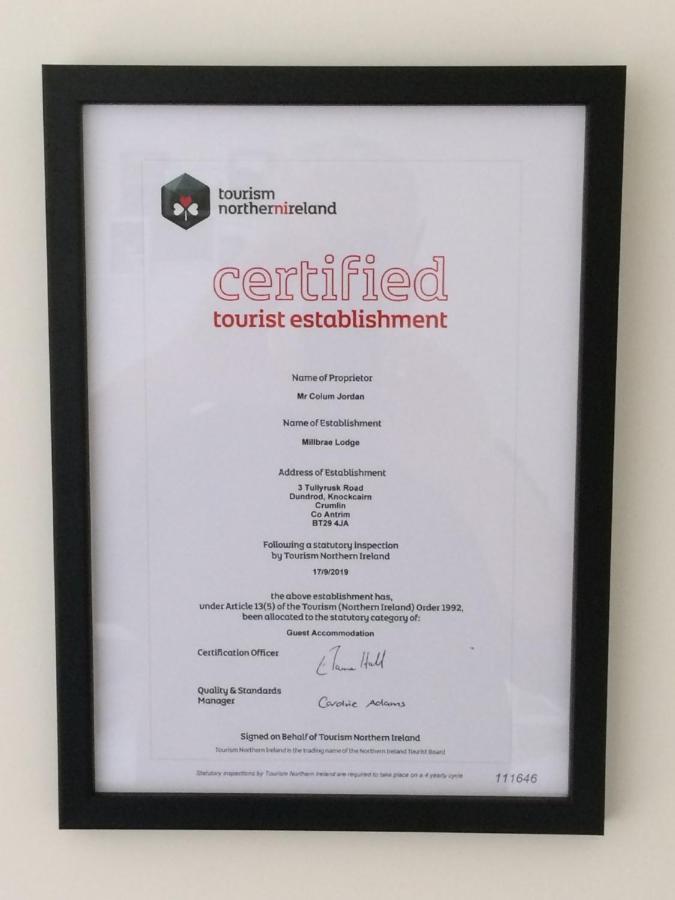 tourism
northernireland
certified
tourist establishment
Name of Proprietor
Mr Colum Jordan
Name of Establishment
Millbrae Lodge
Address of Establishment
3 Tullyrusk Road
Dundrod, Knockcairn
Crumlin
Co Antrim
BT29 4JA
Following a statutory inspection
by Tourism Northern Ireland
17/9/2019
the above establishment has,
under Article 13(5) of the Tourism (Northern Ireland) Order 1992,
been allocated to the statutory category of:
Guest Accommodation
Certification Officer
Hall
Quality & Standards
Manager
Adams
Signed on Behalf of Tourism Northern Ireland
Tourism Northern Ireland is the trading name of the Northern Ireland Tourist Board
Statutory inspections by Tourism Northern Ireland are required to take place on a 4 yearly cycle
111646